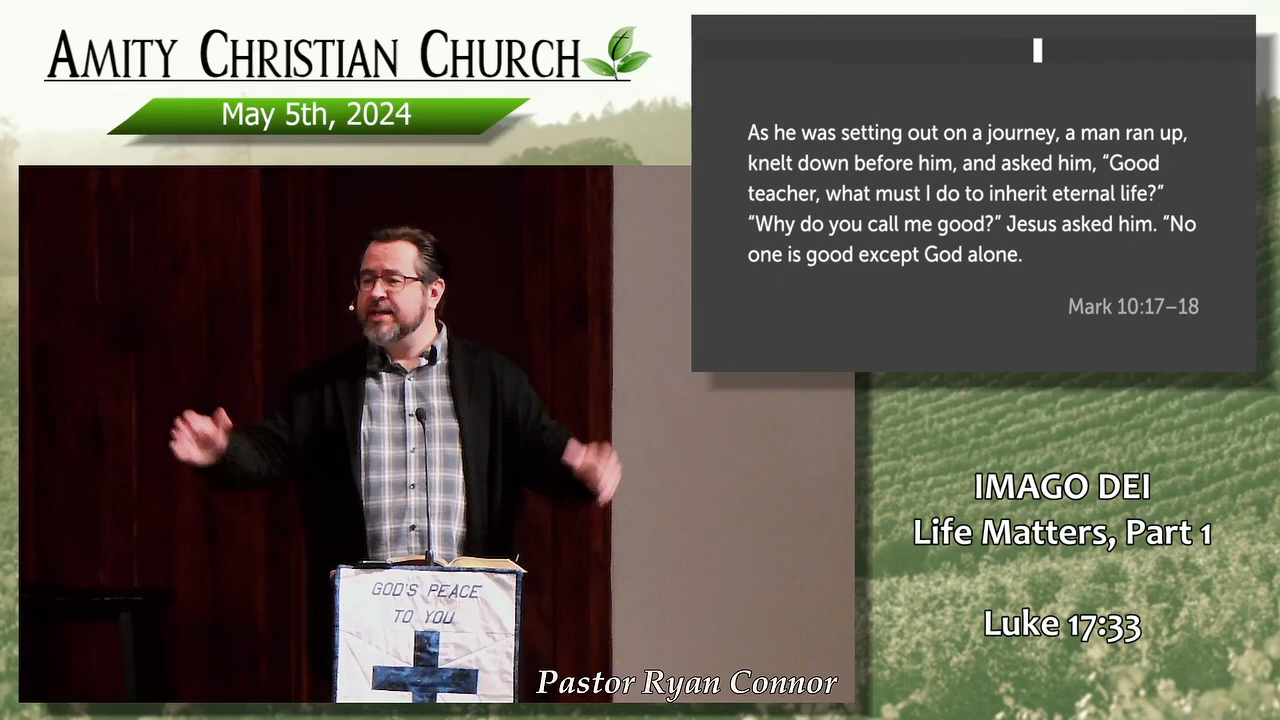 AMITY CHRISTIAN CHURCH
May 5th, 2024
As he was setting out on a journey, a man ran up,
knelt down before him, and asked him, “Good
teacher, what must I do to inherit eternal life?”
“Why do you call me good?” Jesus asked him. “No
one is good except God alone.
Mark 10:17–18
GOD'S PEACE
TO YOU
Pastor Ryan Connor
IMAGO DEI
Life Matters, Part 1
Luke 17:33